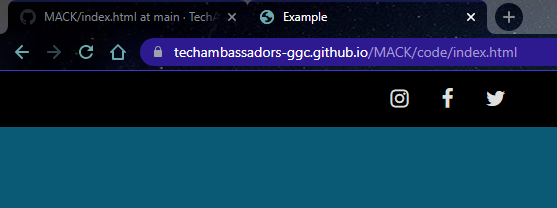 MACK/index.html at main · TechA
Example
techambassadors-ggc.github.io/MACK/code/index.html